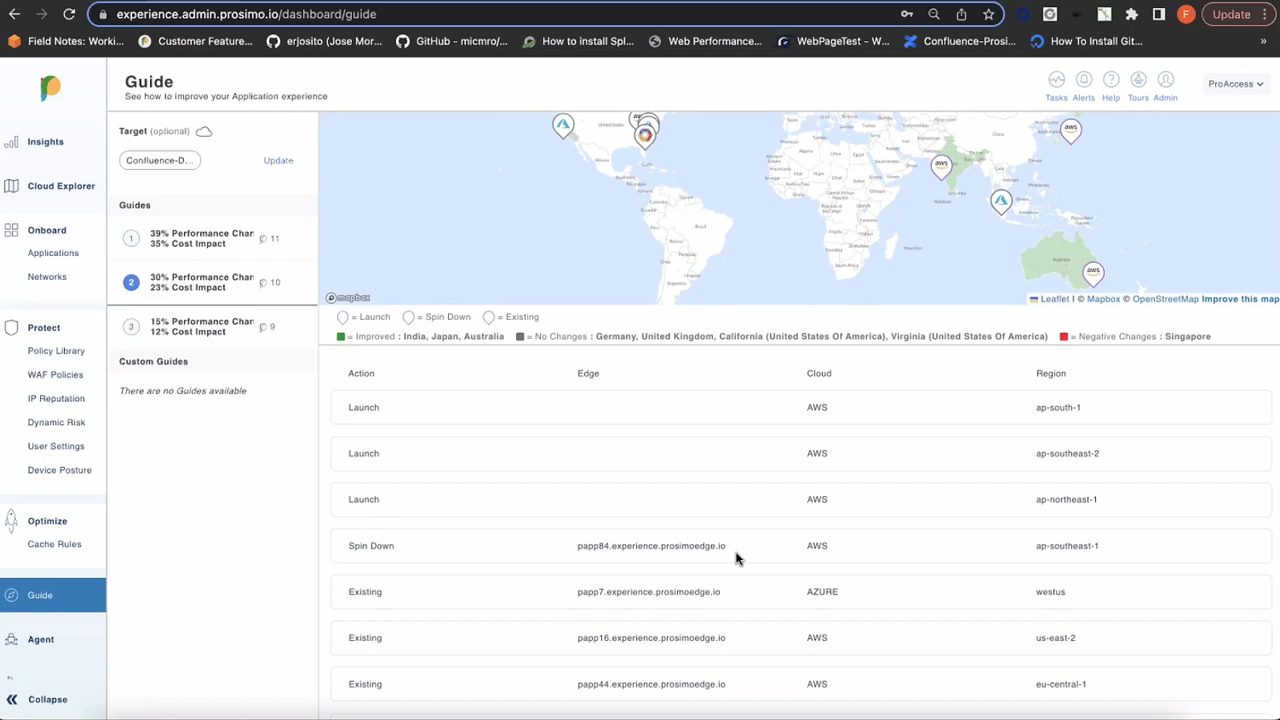 experience.admin.prosimo.io/dashboard/guide
Update
Field Notes: Worki...
Customer Feature...
erjosito (Jose Mor...
GitHub - micmro/...
How to install Spl...
Web Performance...
WebPageTest - W...
Confluence-Prosi...
How To Install Git...
Guide
See how to improve your Application experience
Tasks
Alerts
Help
Tours
Admin
ProAccess
Insights
Cloud Explorer
Onboard
Applications
Networks
Protect
Policy Library
WAF Policies
IP Reputation
Dynamic Risk
User Settings
Device Posture
Optimize
Cache Rules
Guide
Agent
Collapse
Target (optional)
Confluence-D...
Update
Guides
1
39% Performance Char
35% Cost Impact
11
2
30% Performance Char
23% Cost Impact
10
3
15% Performance Char
12% Cost Impact
9
Custom Guides
There are no Guides available
aws
aws
aws
mapbox
Leaflet | © Mapbox © OpenStreetMap Improve this map
= Launch
= Spin Down
= Existing
= Improved : India, Japan, Australia
= No Changes : Germany, United Kingdom, California (United States Of America), Virginia (United States Of America)
= Negative Changes : Singapore
Action Edge Cloud Region
Launch AWS ap-south-1
Launch AWS ap-southeast-2
Launch AWS ap-northeast-1
Spin Down papp84.experience.prosimoedge.io AWS ap-southeast-1
Existing papp7.experience.prosimoedge.io AZURE westus
Existing papp16.experience.prosimoedge.io AWS us-east-2
Existing papp44.experience.prosimoedge.io AWS eu-central-1